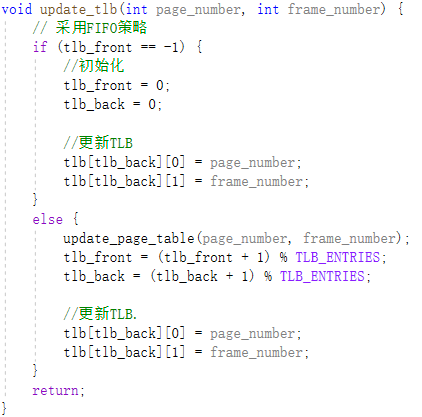 void update_tlb(int page_number, int frame_number) {
// 采用FIFO策略
if (tlb_front == -1) {
//初始化
tlb_front = 0;
tlb_back = 0;
//更新TLB
tlb[tlb_back][0] = page_number;
tlb[tlb_back][1] = frame_number;
}
else {
update_page_table(page_number, frame_number);
tlb_front = (tlb_front + 1) % TLB_ENTRIES;
tlb_back = (tlb_back + 1) % TLB_ENTRIES;
//更新TLB.
tlb[tlb_back][0] = page_number;
tlb[tlb_back][1] = frame_number;
}
return;
}